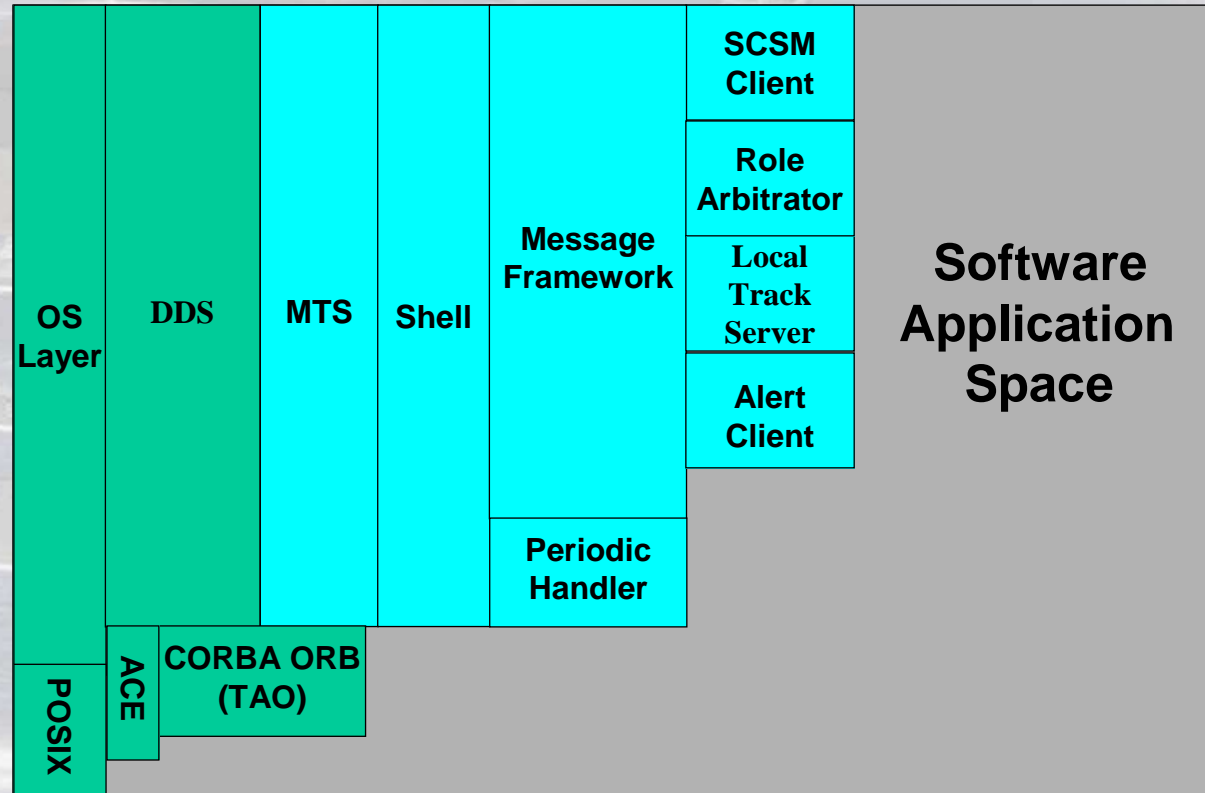 OS
Layer
DDS
MTS
Shell
Message
Framework
SCSM
Client
Role
Arbitrator
Local
Track
Server
Alert
Client
Software
Application
Space
Periodic
Handler
POSIX
ACE
CORBA ORB
(TAO)